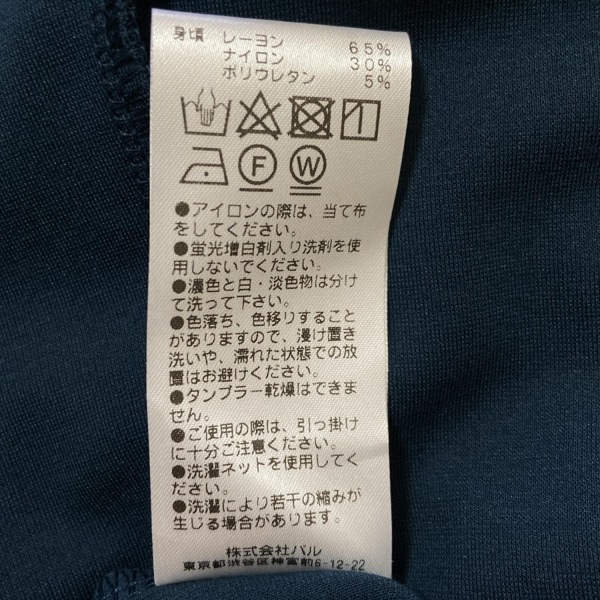 身頃 レーヨン 65%
ナイロン 30%
ポリウレタン 5%
F W
●アイロンの際は、当て布
をしてください。
●蛍光増白剤入り洗剤を使
用しないでください。
●濃色と白・淡色物は分け
て洗って下さい。
●色落ち、色移りすること
がありますので、浸け置き
洗いや、濡れた状態での放
置はお避けください。
●タンブラー乾燥はできま
せん。
●ご使用の際は、引っ掛け
に十分ご注意ください。
●洗濯ネットを使用してく
ださい。
●洗濯により若干の縮みが
生じる場合があります。
株式会社パル
東京都渋谷区神宮前6-12-22